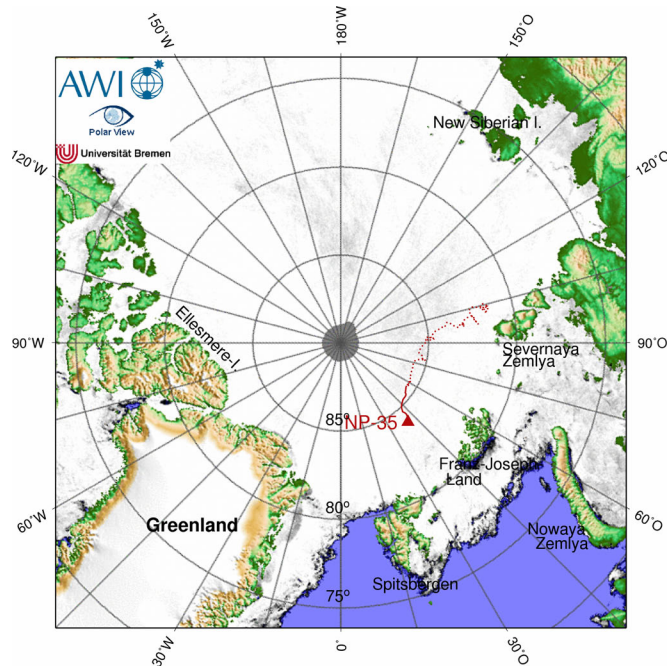 180°W
150°W
150°O
AWI
Polar View
Universität Bremen
New Siberian I.
120°W
120°O
Ellesmere-I.
90°W
90°O
Severnaya
Zemlya
85°
NP-35
Franz-Joseph-
Land
80°
60°W
60°O
Greenland
Nowaya
Zemlya
Spitsbergen
75°
30°W
0°
30°O